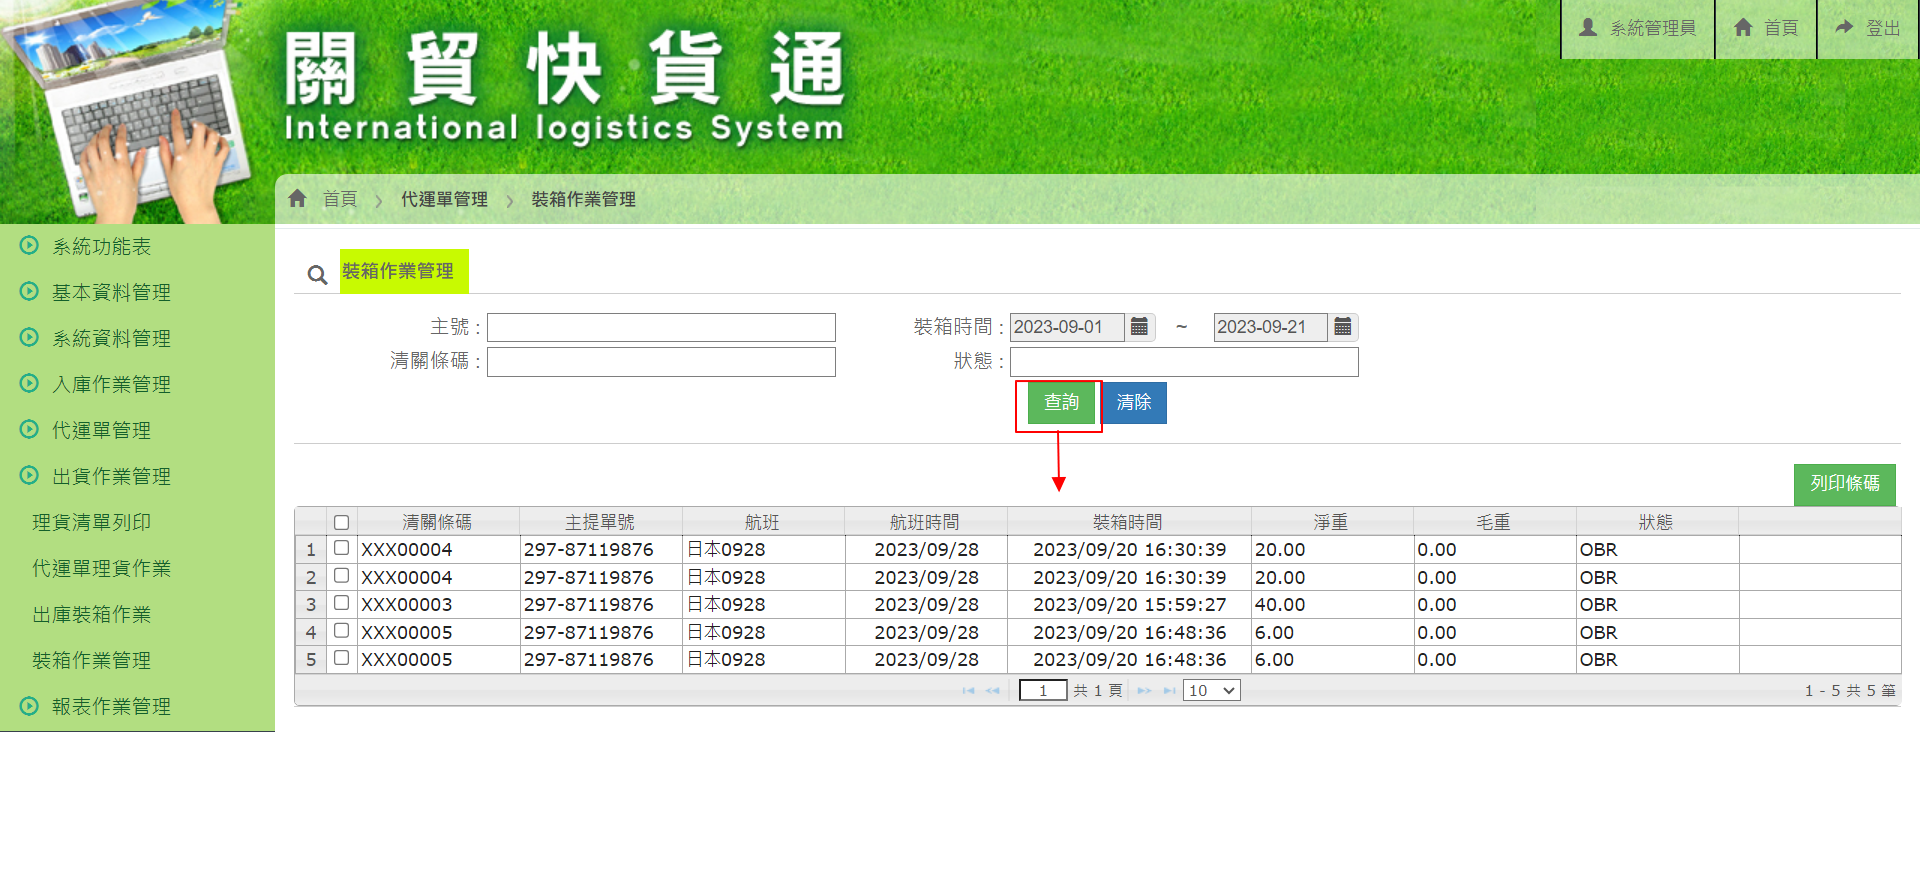 關貿快貨通
International logistics System
系統管理員 首頁 登出
首頁 > 代運單管理 > 裝箱作業管理
系統功能表
基本資料管理
系統資料管理
入庫作業管理
代運單管理
出貨作業管理
理貨清單列印
代運單理貨作業
出庫裝箱作業
裝箱作業管理
報表作業管理
裝箱作業管理
主號 : 裝箱時間 : 2023-09-01 ~ 2023-09-21
清關條碼 : 狀態 :
查詢 清除
列印條碼
清關條碼 主提單號 航班 航班時間 裝箱時間 淨重 毛重 狀態
1 XXX00004 297-87119876 日本0928 2023/09/28 2023/09/20 16:30:39 20.00 0.00 OBR
2 XXX00004 297-87119876 日本0928 2023/09/28 2023/09/20 16:30:39 20.00 0.00 OBR
3 XXX00003 297-87119876 日本0928 2023/09/28 2023/09/20 15:59:27 40.00 0.00 OBR
4 XXX00005 297-87119876 日本0928 2023/09/28 2023/09/20 16:48:36 6.00 0.00 OBR
5 XXX00005 297-87119876 日本0928 2023/09/28 2023/09/20 16:48:36 6.00 0.00 OBR
1 共 1 頁 10 1 - 5 共 5 筆